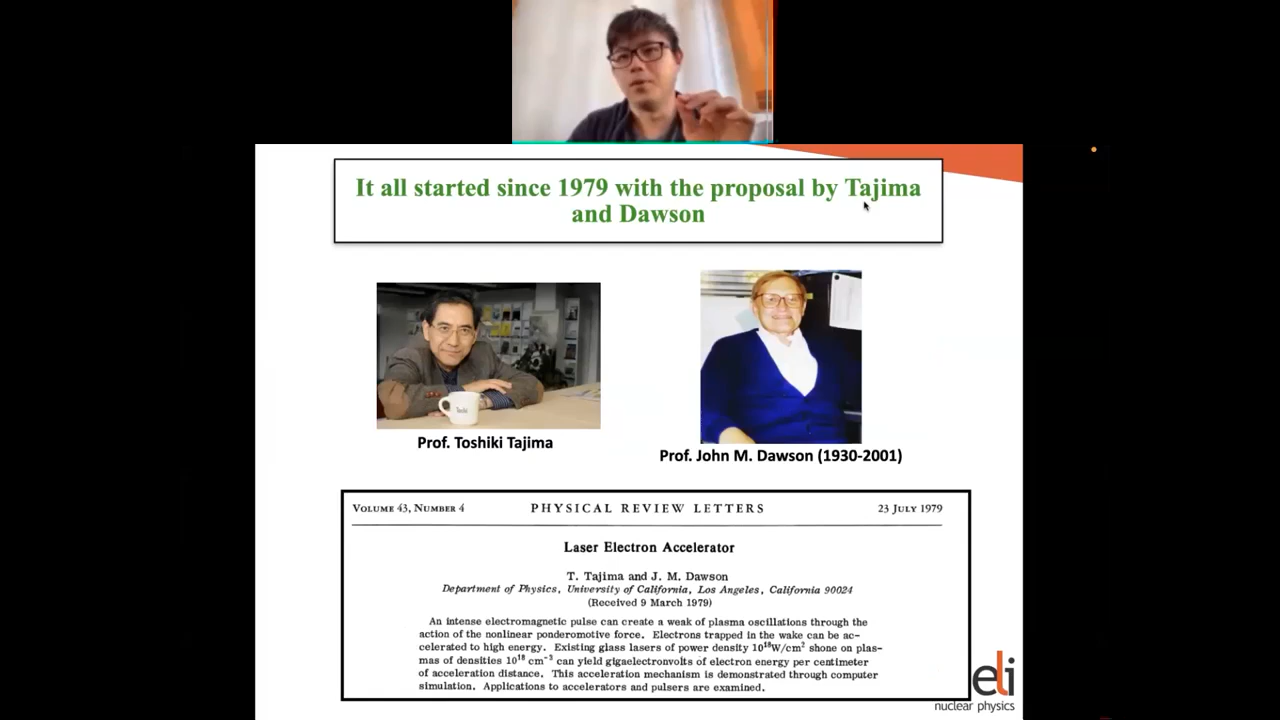 It all started since 1979 with the proposal by Tajima
and Dawson
Prof. Toshiki Tajima
Prof. John M. Dawson (1930-2001)
VOLUME 43, NUMBER 4 PHYSICAL REVIEW LETTERS 23 JULY 1979
Laser Electron Accelerator
T. Tajima and J. M. Dawson
Department of Physics, University of California, Los Angeles, California 90024
(Received 9 March 1979)
An intense electromagnetic pulse can create a weak of plasma oscillations through the
action of the nonlinear ponderomotive force. Electrons trapped in the wake can be ac-
celerated to high energy. Existing glass lasers of power density 10¹⁸W/cm² shone on plas-
mas of densities 10¹⁸ cm⁻³ can yield gigaelectronvolts of electron energy per centimeter
of acceleration distance. This acceleration mechanism is demonstrated through computer
simulation. Applications to accelerators and pulsers are examined.
eli
nuclear physics